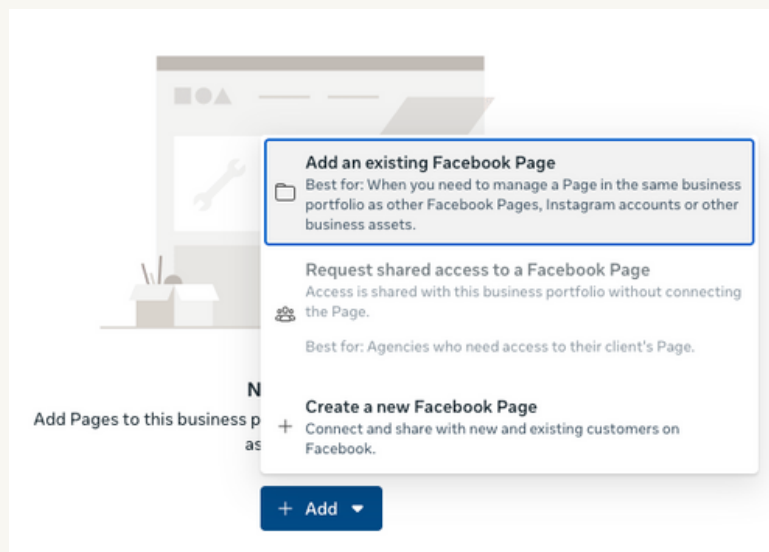 Add an existing Facebook Page
Best for: When you need to manage a Page in the same business
portfolio as other Facebook Pages, Instagram accounts or other
business assets.
Request shared access to a Facebook Page
Access is shared with this business portfolio without connecting
the Page.
Best for: Agencies who need access to their client's Page.
N
Add Pages to this business p
as
Create a new Facebook Page
Connect and share with new and existing customers on
Facebook.
+ Add